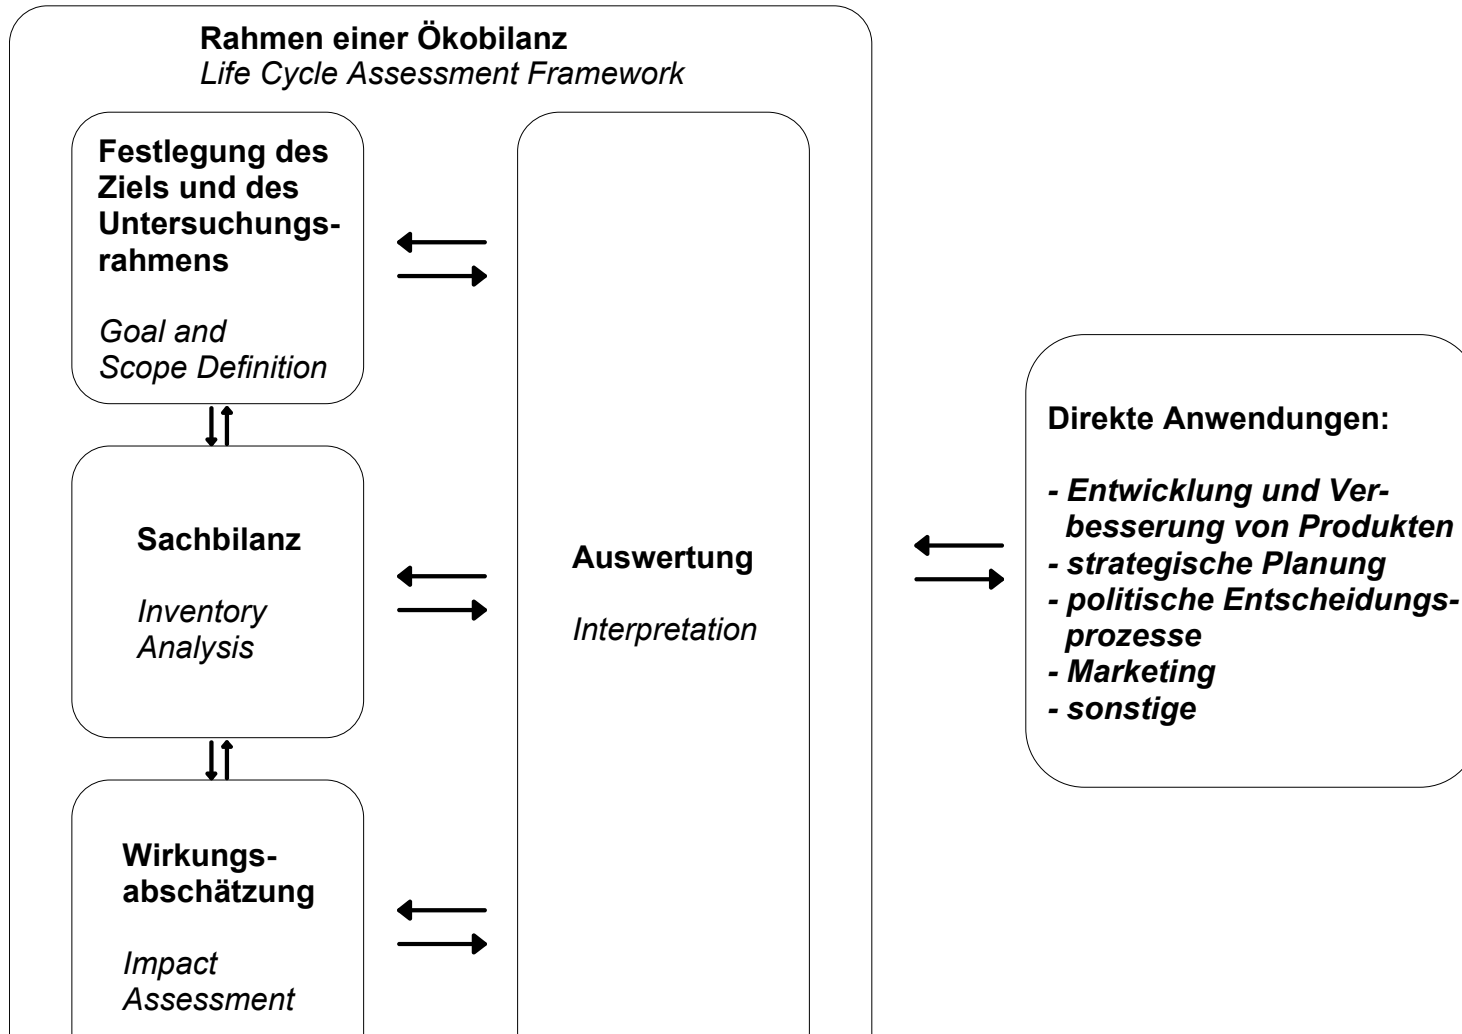 Rahmen einer Ökobilanz
Life Cycle Assessment Framework
Festlegung des
Ziels und des
Untersuchungs-
rahmens
Goal and
Scope Definition
Sachbilanz
Inventory
Analysis
Wirkungs-
abschätzung
Impact
Assessment
Auswertung
Interpretation
Direkte Anwendungen:
- Entwicklung und Ver-
besserung von Produkten
- strategische Planung
- politische Entscheidungs-
prozesse
- Marketing
- sonstige